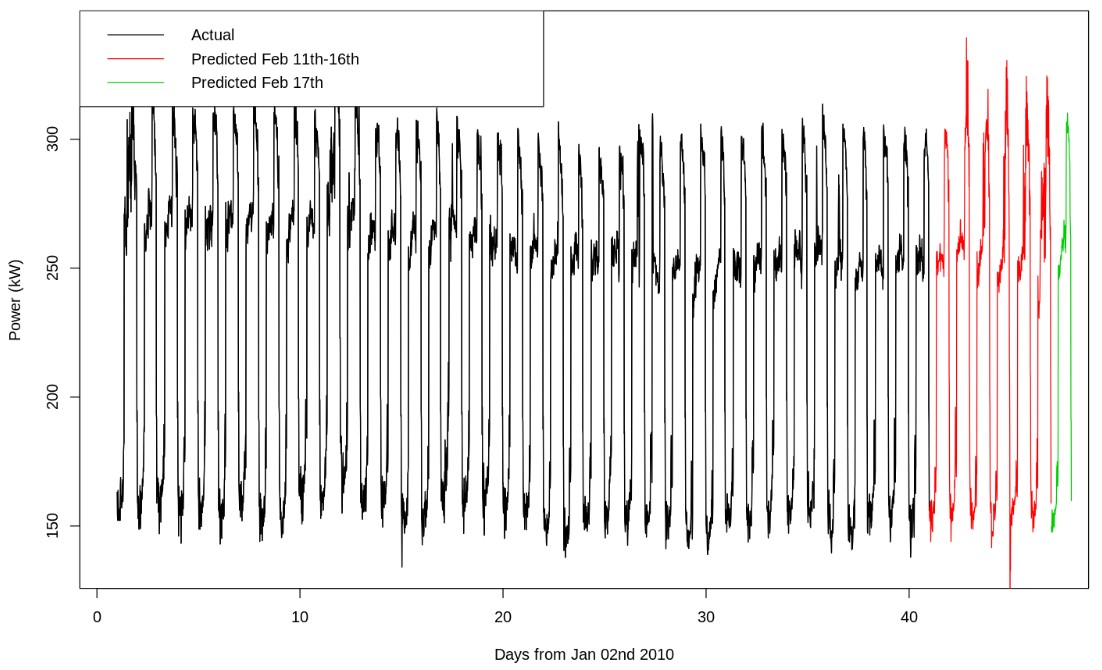 Actual
Predicted Feb 11th-16th
Predicted Feb 17th
300
250
200
150
Power (kW)
0 10 20 30 40
Days from Jan 02nd 2010